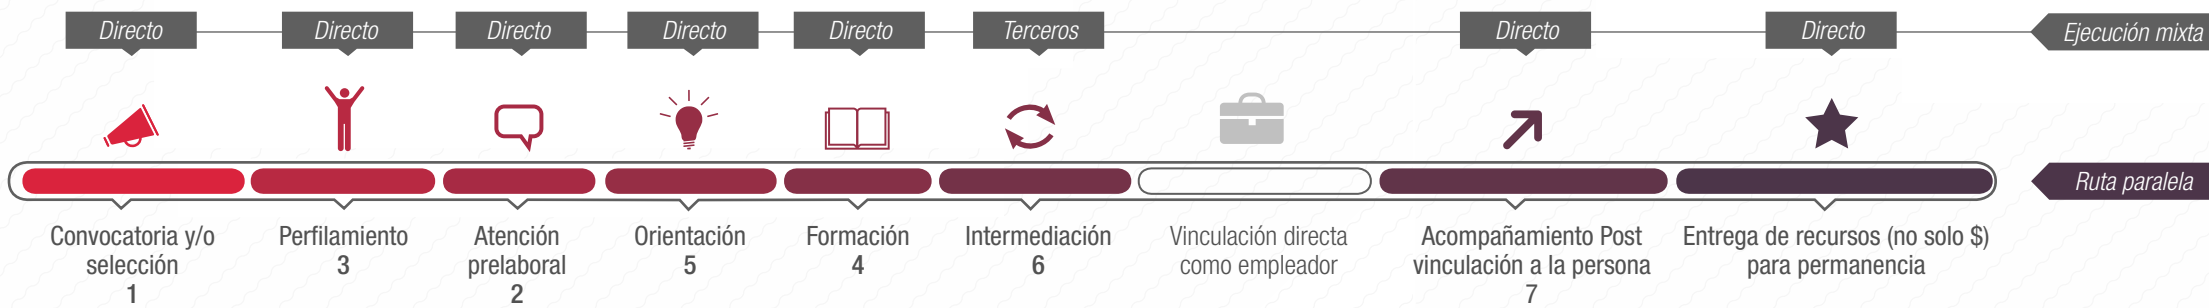 Directo
Directo
Directo
Directo
Directo
Terceros
Directo
Directo
Ejecución mixta
Ruta paralela
Convocatoria y/o
selección
1
Perfilamiento
3
Atención
prelaboral
2
Orientación
5
Formación
4
Intermediación
6
Vinculación directa
como empleador
Acompañamiento Post
vinculación a la persona
7
Entrega de recursos (no solo $)
para permanencia